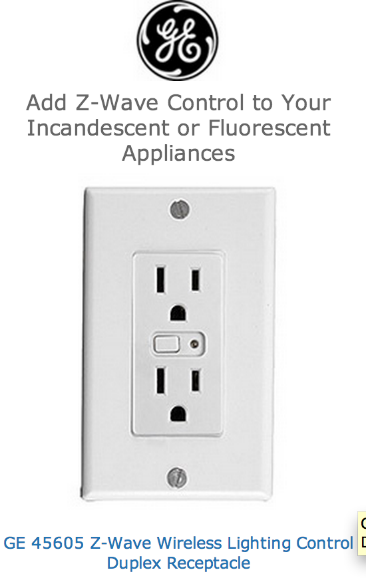 GE
Add Z-Wave Control to Your
Incandescent or Fluorescent
Appliances
GE 45605 Z-Wave Wireless Lighting Control
Duplex Receptacle